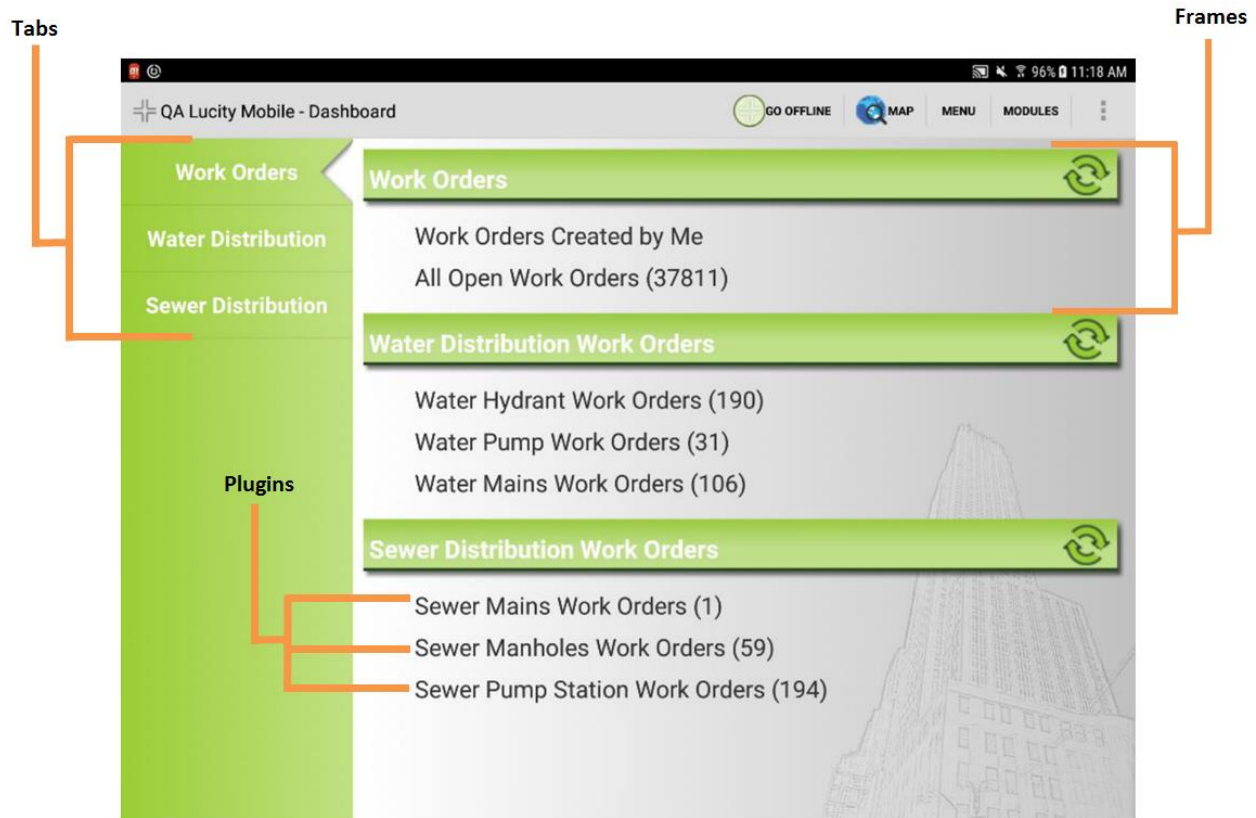 Tabs
Frames
96% 11:18 AM
QA Lucity Mobile - Dashboard
GO OFFLINE
MAP
MENU
MODULES
Work Orders
Water Distribution
Sewer Distribution
Work Orders
Work Orders Created by Me
All Open Work Orders (37811)
Water Distribution Work Orders
Water Hydrant Work Orders (190)
Water Pump Work Orders (31)
Water Mains Work Orders (106)
Plugins
Sewer Distribution Work Orders
Sewer Mains Work Orders (1)
Sewer Manholes Work Orders (59)
Sewer Pump Station Work Orders (194)